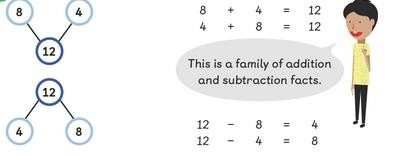 8 4
12
12
4 8
8 + 4 = 12
4 + 8 = 12
This is a family of addition
and subtraction facts.
12 − 8 = 4
12 − 4 = 8